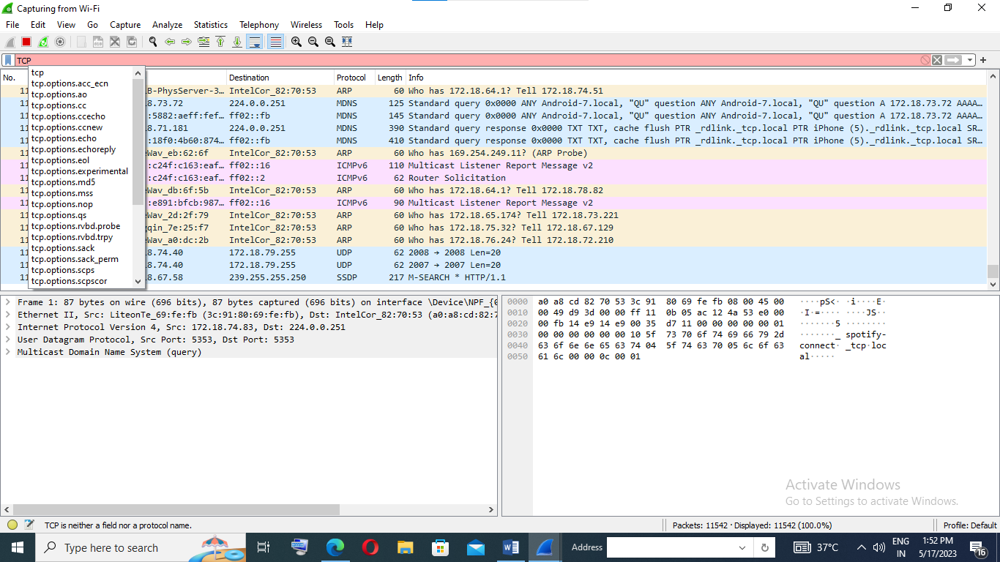 Capturing from Wi-Fi
File Edit View Go Capture Analyze Statistics Telephony Wireless Tools Help
TCP
No. Destination Protocol Length Info
tcp
tcp.options.acc_ecn
tcp.options.ao
tcp.options.cc
tcp.options.ccecho
tcp.options.ccnew
tcp.options.echo
tcp.options.echoreply
tcp.options.eol
tcp.options.experimental
tcp.options.md5
tcp.options.mss
tcp.options.nop
tcp.options.qs
tcp.options.rvbd.probe
tcp.options.rvbd.trpy
tcp.options.sack
tcp.options.sack_perm
tcp.options.scps
tcp.options.scpscor
11 B-PhysServer-3… IntelCor_82:70:53 ARP 60 Who has 172.18.64.1? Tell 172.18.74.51
11 8.73.72 224.0.0.251 MDNS 125 Standard query 0x0000 ANY Android-7.local, "QU" question ANY Android-7.local, "QU" question A 172.18.73.72 AAAA…
11 :5882:aeff:fef… ff02::fb MDNS 145 Standard query 0x0000 ANY Android-7.local, "QU" question ANY Android-7.local, "QU" question A 172.18.73.72 AAAA…
11 8.71.181 224.0.0.251 MDNS 390 Standard query response 0x0000 TXT TXT, cache flush PTR _rdlink._tcp.local PTR iPhone (5)._rdlink._tcp.local SR…
11 :18f0:4b60:874… ff02::fb MDNS 410 Standard query response 0x0000 TXT TXT, cache flush PTR _rdlink._tcp.local PTR iPhone (5)._rdlink._tcp.local SR…
11 eWav_eb:62:6f IntelCor_82:70:53 ARP 60 Who has 169.254.249.11? (ARP Probe)
11 :c24f:c163:eaf… ff02::16 ICMPv6 110 Multicast Listener Report Message v2
11 :c24f:c163:eaf… ff02::2 ICMPv6 62 Router Solicitation
11 eWav_db:6f:5b IntelCor_82:70:53 ARP 60 Who has 172.18.64.1? Tell 172.18.78.82
11 :e891:bfcb:987… ff02::16 ICMPv6 90 Multicast Listener Report Message v2
11 eWav_2d:2f:79 IntelCor_82:70:53 ARP 60 Who has 172.18.65.174? Tell 172.18.73.221
11 gqin_7e:25:f7 IntelCor_82:70:53 ARP 60 Who has 172.18.75.32? Tell 172.18.67.129
11 eWav_a0:dc:2b IntelCor_82:70:53 ARP 60 Who has 172.18.76.24? Tell 172.18.72.210
11 8.74.40 172.18.79.255 UDP 62 2008 → 2008 Len=20
11 8.74.40 172.18.79.255 UDP 62 2007 → 2007 Len=20
11 8.67.58 239.255.255.250 SSDP 217 M-SEARCH * HTTP/1.1
Frame 1: 87 bytes on wire (696 bits), 87 bytes captured (696 bits) on interface \Device\NPF_{0
Ethernet II, Src: LiteonTe_69:fe:fb (3c:91:80:69:fe:fb), Dst: IntelCor_82:70:53 (a0:a8:cd:82:7
Internet Protocol Version 4, Src: 172.18.74.83, Dst: 224.0.0.251
User Datagram Protocol, Src Port: 5353, Dst Port: 5353
Multicast Domain Name System (query)
0000 a0 a8 cd 82 70 53 3c 91 80 69 fe fb 08 00 45 00 ····pS<· ·i····E·
0010 00 49 d9 3d 00 00 ff 11 0b 05 ac 12 4a 53 e0 00 ·I·=···· ····JS··
0020 00 fb 14 e9 14 e9 00 35 d7 11 00 00 00 00 00 01 ·······5 ········
0030 00 00 00 00 00 00 10 5f 73 70 6f 74 69 66 79 2d ·······_ spotify-
0040 63 6f 6e 6e 65 63 74 04 5f 74 63 70 05 6c 6f 63 connect· _tcp·loc
0050 61 6c 00 00 0c 00 01 al·····
Activate Windows
Go to Settings to activate Windows.
TCP is neither a field nor a protocol name.
Packets: 11542 · Displayed: 11542 (100.0%)
Profile: Default
Type here to search
Address
37°C
ENG
IN
1:52 PM
5/17/2023
16